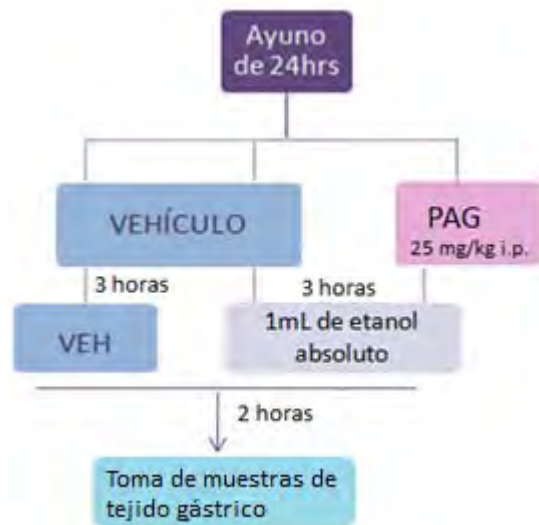 Ayuno
de 24hrs
VEHÍCULO
PAG
25 mg/kg i.p.
3 horas
3 horas
VEH
1mL de etanol
absoluto
2 horas
Toma de muestras de
tejido gástrico